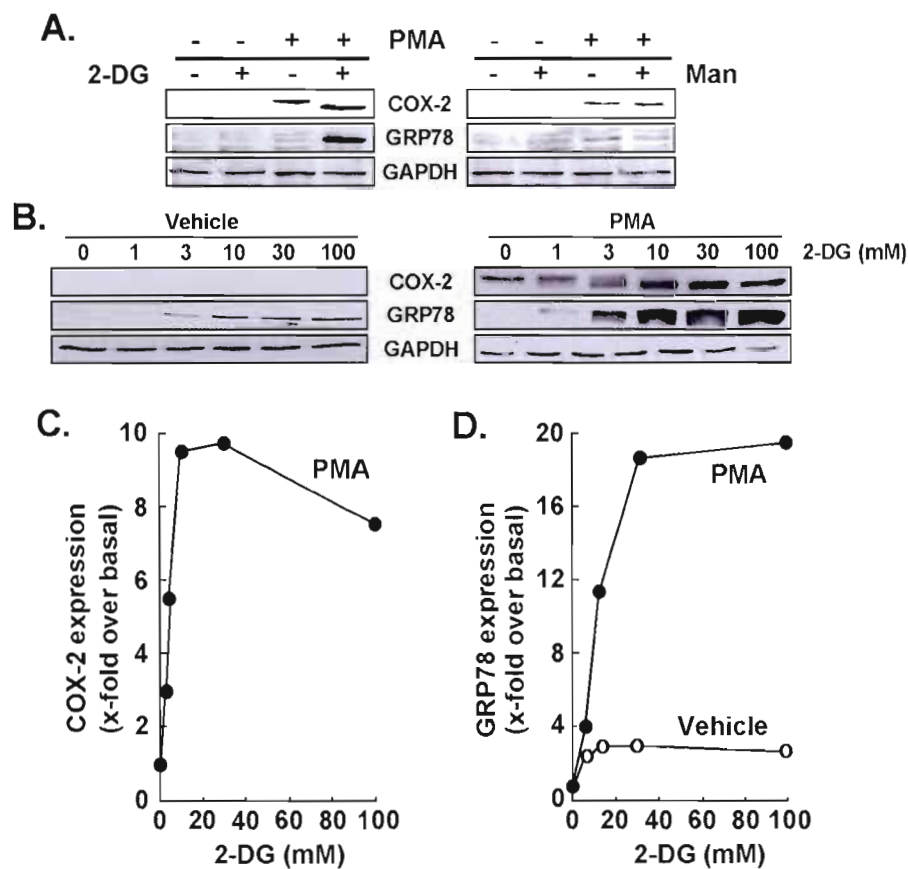 A.
- - + + PMA - - + +
2-DG - + - + - + - + Man
COX-2
GRP78
GAPDH
B.
Vehicle PMA
0 1 3 10 30 100 0 1 3 10 30 100 2-DG (mM)
COX-2
GRP78
GAPDH
C.
COX-2 expression
(x-fold over basal)
10
8
6
4
2
0
PMA
0 20 40 60 80 100
2-DG (mM)
D.
GRP78 expression
(x-fold over basal)
20
16
12
8
4
0
PMA
Vehicle
0 20 40 60 80 100
2-DG (mM)